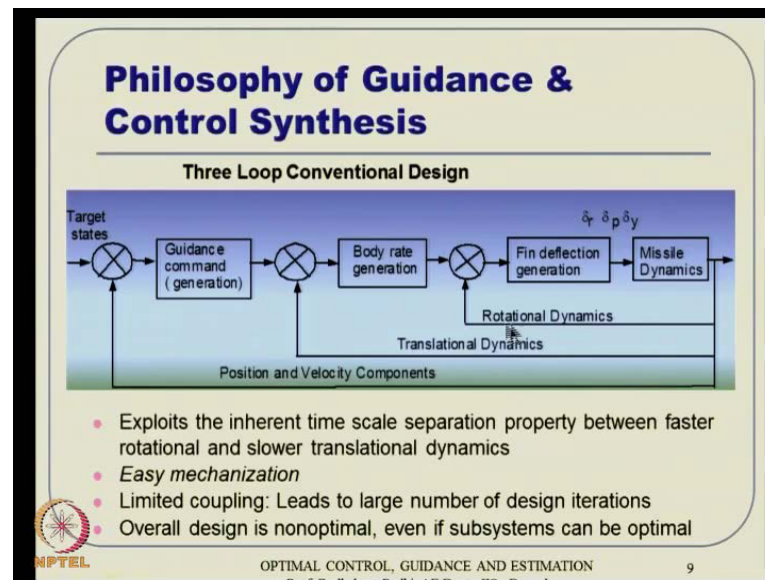 Philosophy of Guidance &
Control Synthesis
Three Loop Conventional Design
Target
states
Guidance
command
( generation)
Body rate
generation
δr δp δy
Fin deflection
generation
Missile
Dynamics
Rotational Dynamics
Translational Dynamics
Position and Velocity Components
• Exploits the inherent time scale separation property between faster
rotational and slower translational dynamics
• Easy mechanization
• Limited coupling: Leads to large number of design iterations
• Overall design is nonoptimal, even if subsystems can be optimal
NPTEL
OPTIMAL CONTROL, GUIDANCE AND ESTIMATION
9